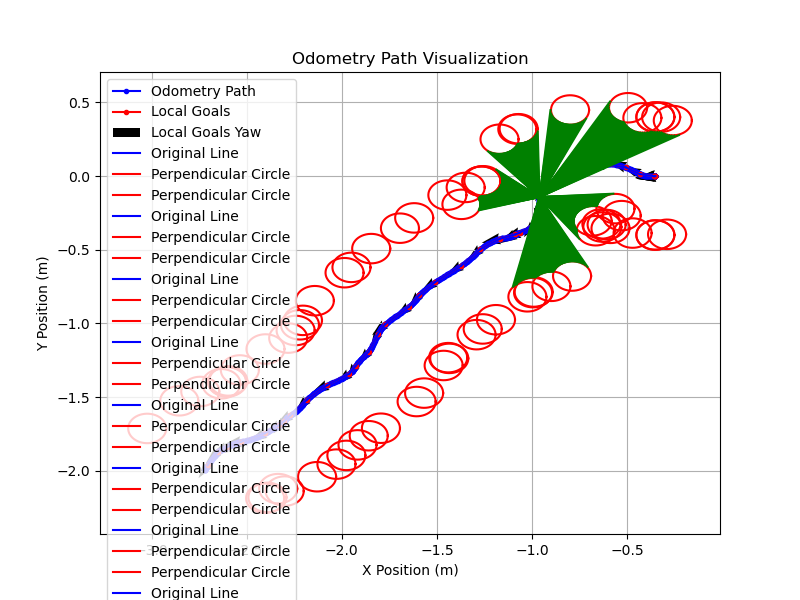 Odometry Path Visualization
Y Position (m)
0.5
0.0
−0.5
−1.0
−1.5
−2.0
Odometry Path
Local Goals
Local Goals Yaw
Original Line
Perpendicular Circle
Perpendicular Circle
Original Line
Perpendicular Circle
Perpendicular Circle
Original Line
Perpendicular Circle
Perpendicular Circle
Original Line
Perpendicular Circle
Perpendicular Circle
Original Line
Perpendicular Circle
Perpendicular Circle
Original Line
Perpendicular Circle
Perpendicular Circle
Original Line
Perpendicular Circle
Perpendicular Circle
Original Line
−2.0 −1.5 −1.0 −0.5
X Position (m)